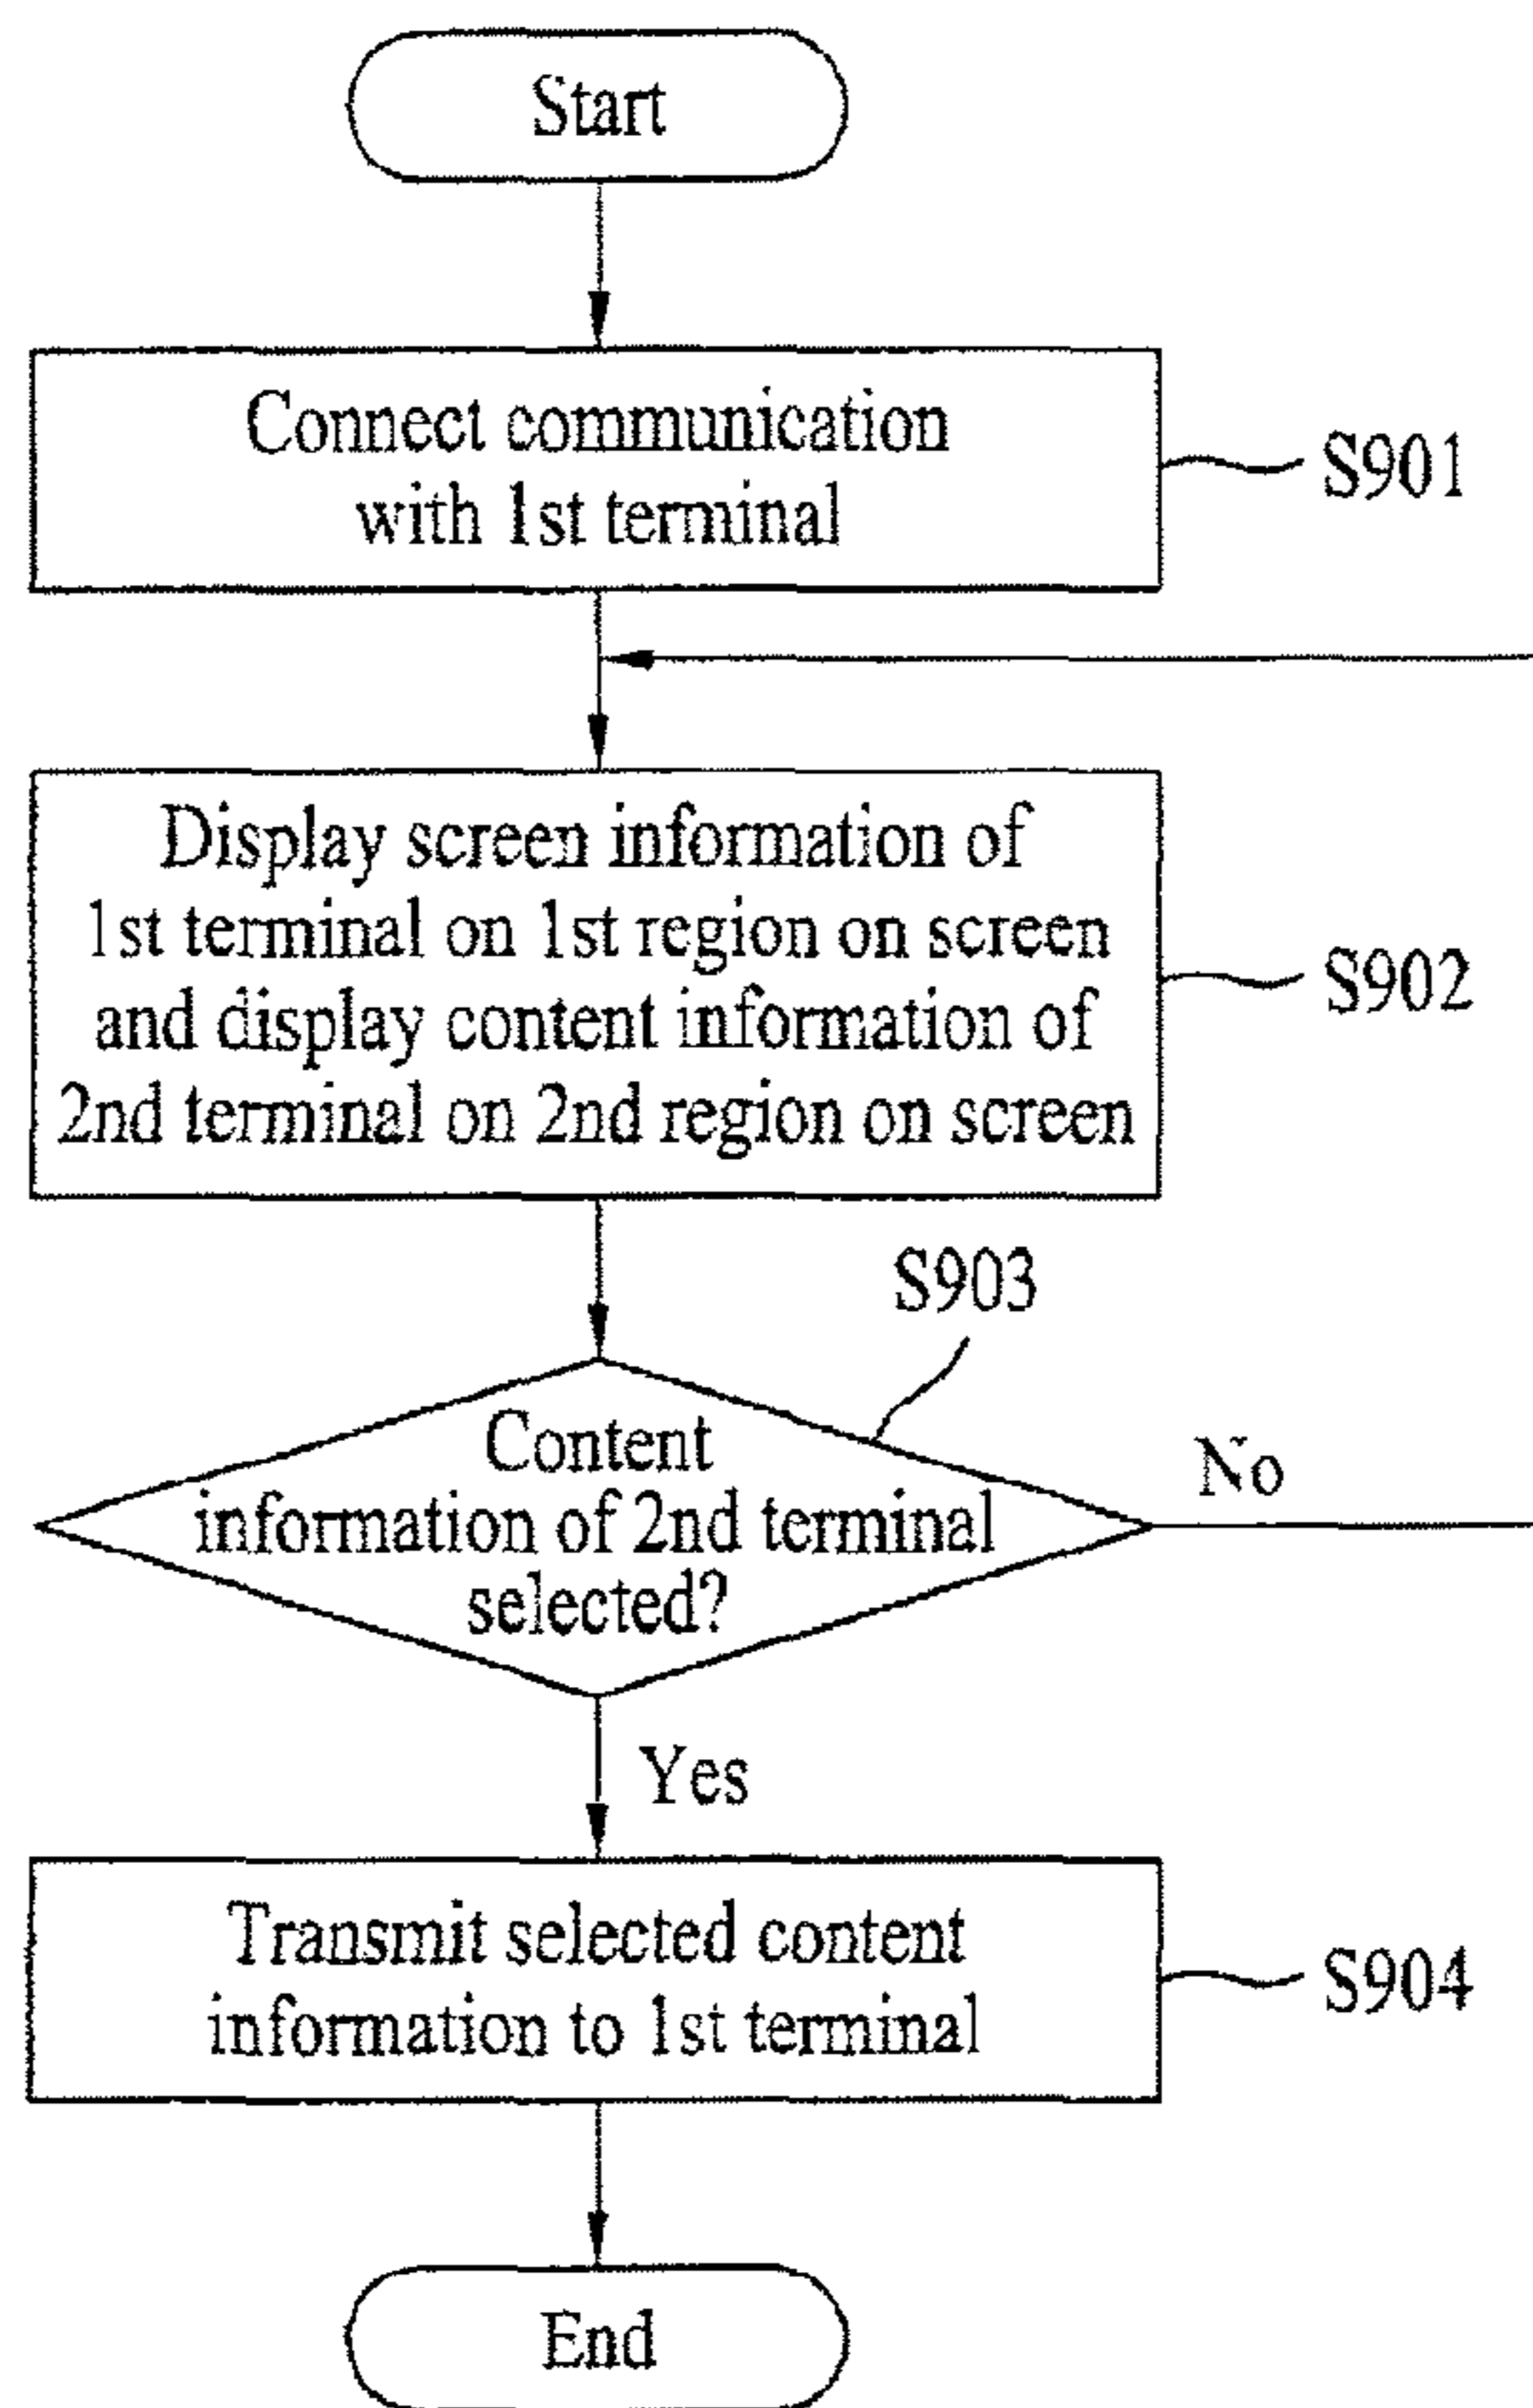 Start
Connect communication
with 1st terminal
S901
Display screen information of
1st terminal on 1st region on screen
and display content information of
2nd terminal on 2nd region on screen
S902
S903
Content
information of 2nd terminal
selected?
No
Yes
Transmit selected content
information to 1st terminal
S904
End